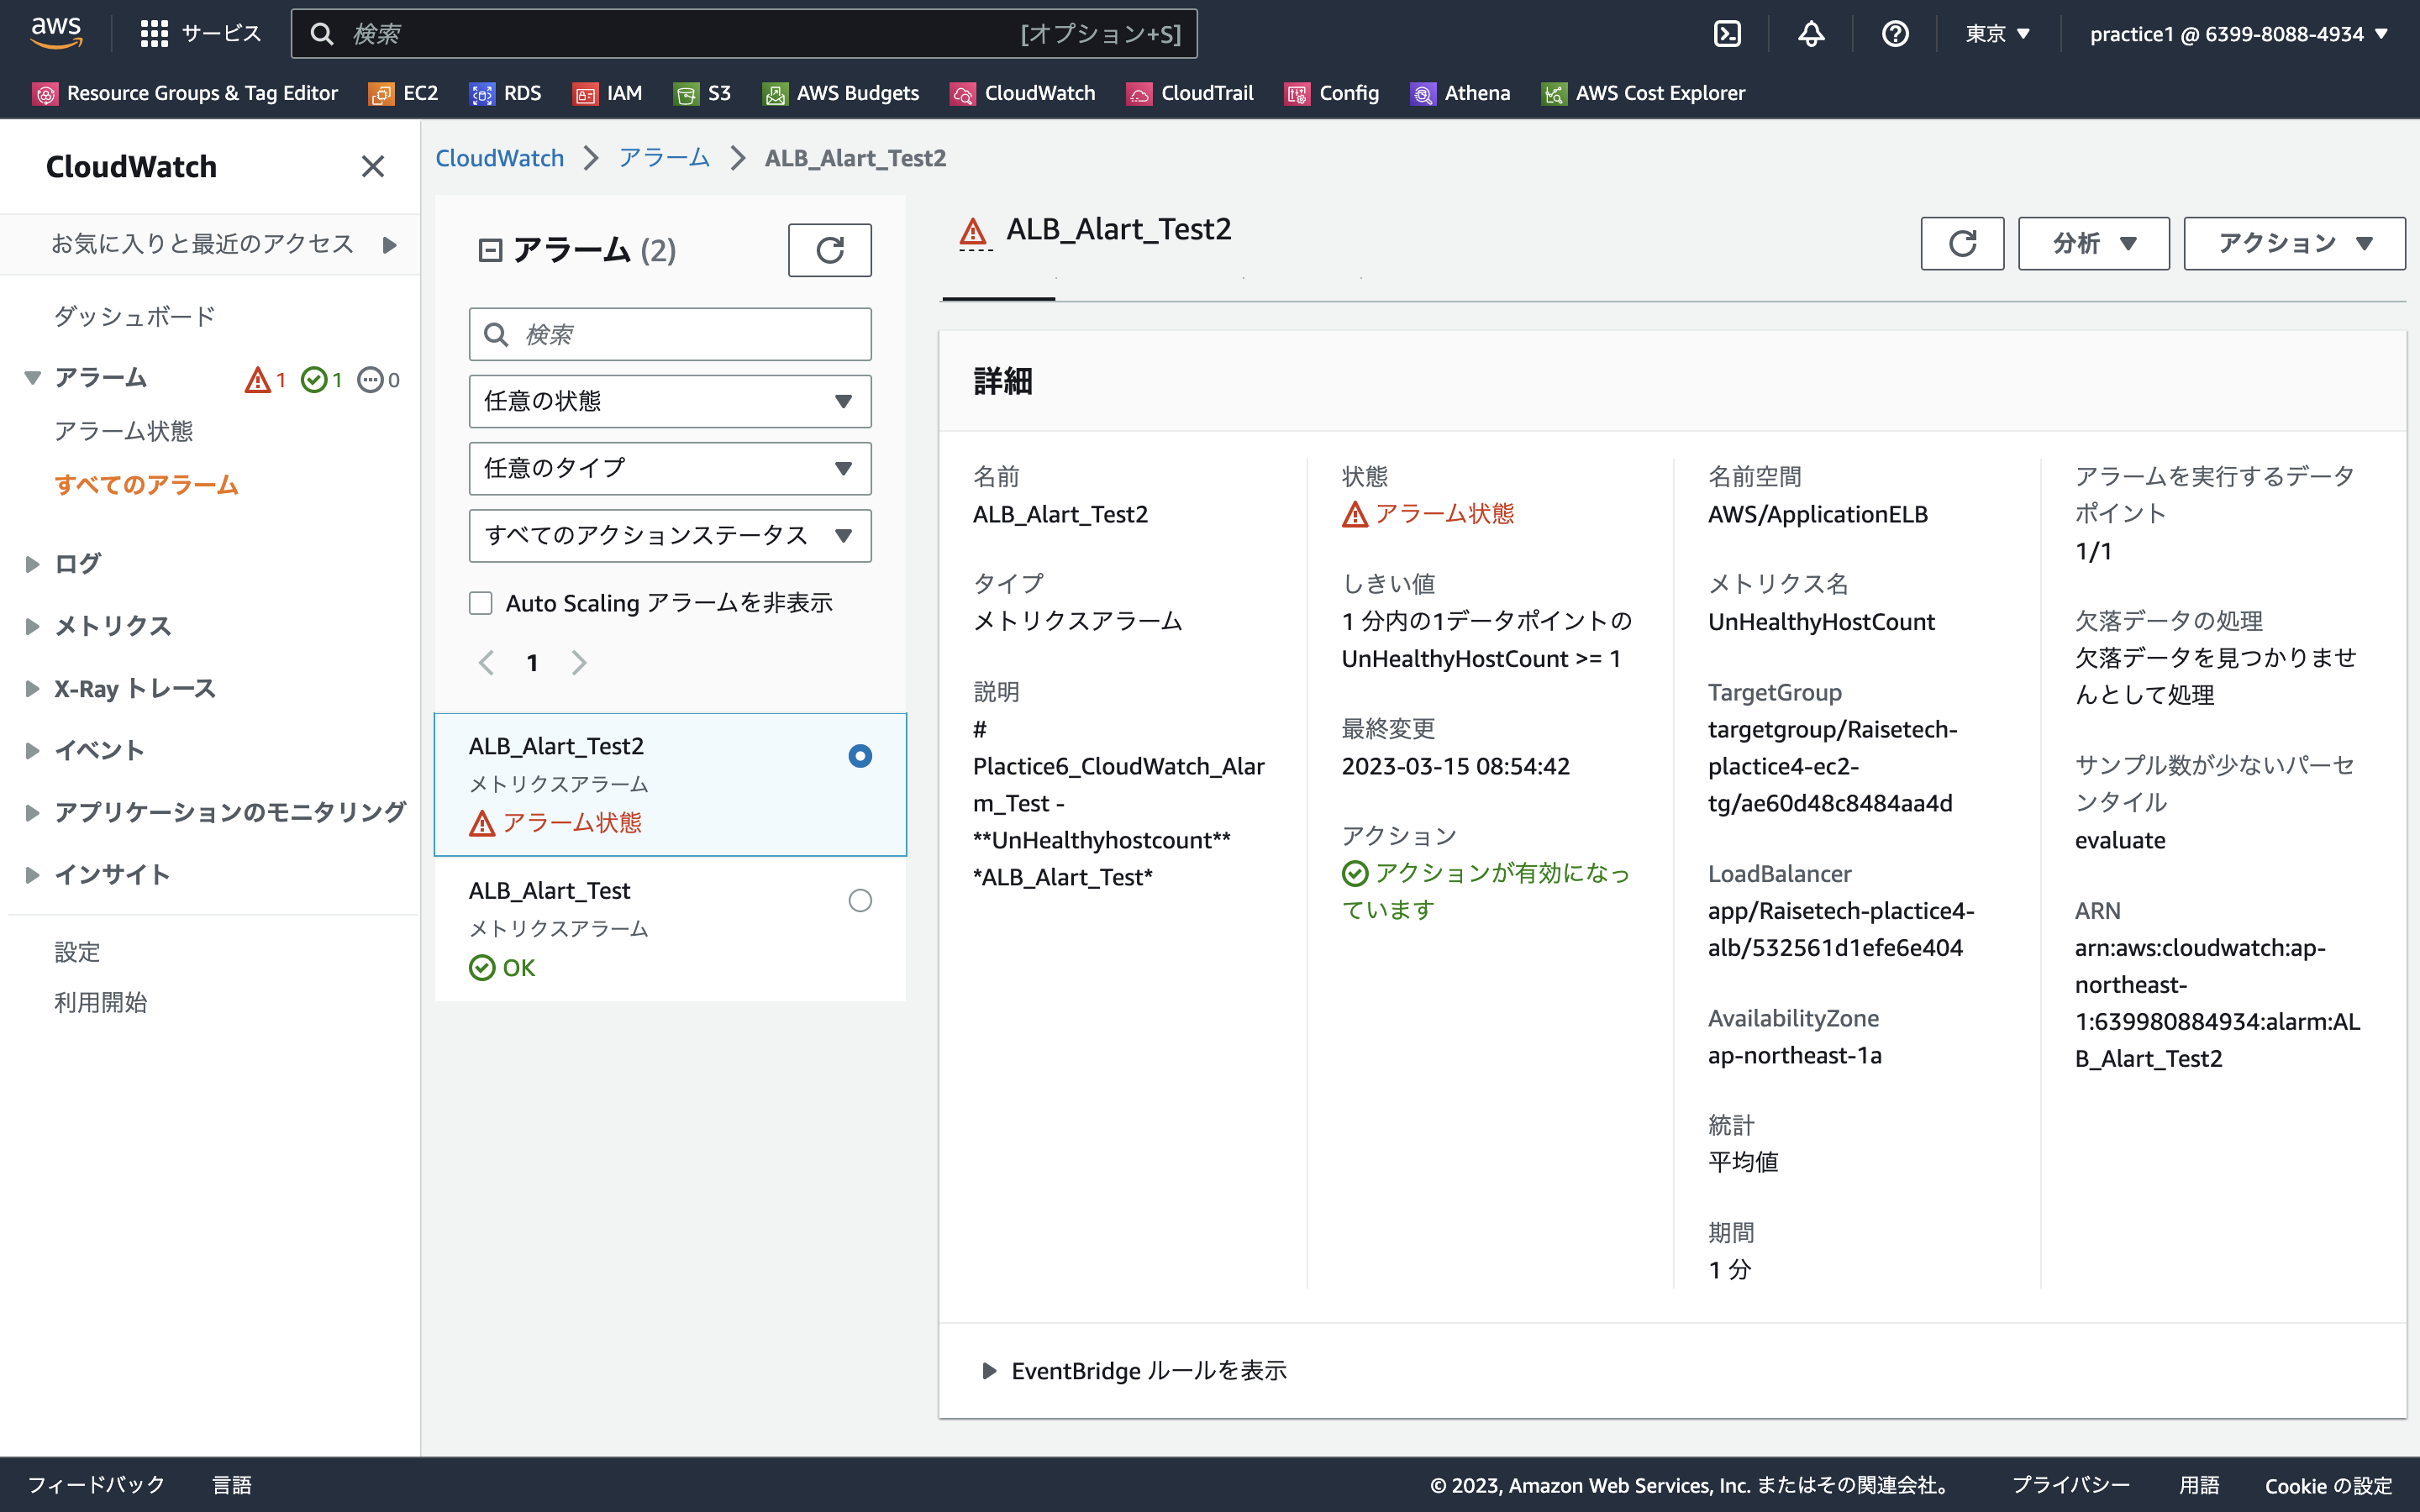 aws
サービス
検索
[オプション+S]
東京
practice1 @ 6399-8088-4934
Resource Groups & Tag Editor
EC2
RDS
IAM
S3
AWS Budgets
CloudWatch
CloudTrail
Config
Athena
AWS Cost Explorer
CloudWatch
お気に入りと最近のアクセス
ダッシュボード
アラーム
1
1
0
アラーム状態
すべてのアラーム
ログ
メトリクス
X-Ray トレース
イベント
アプリケーションのモニタリング
インサイト
設定
利用開始
CloudWatch
アラーム
ALB_Alart_Test2
アラーム (2)
検索
任意の状態
任意のタイプ
すべてのアクションステータス
Auto Scaling アラームを非表示
1
ALB_Alart_Test2
メトリクスアラーム
アラーム状態
ALB_Alart_Test
メトリクスアラーム
OK
ALB_Alart_Test2
分析
アクション
詳細
名前
ALB_Alart_Test2
タイプ
メトリクスアラーム
説明
#
Plactice6_CloudWatch_Alar
m_Test -
**UnHealthyhostcount**
*ALB_Alart_Test*
状態
アラーム状態
しきい値
1 分内の1データポイントの
UnHealthyHostCount >= 1
最終変更
2023-03-15 08:54:42
アクション
アクションが有効になっ
ています
名前空間
AWS/ApplicationELB
メトリクス名
UnHealthyHostCount
TargetGroup
targetgroup/Raisetech-
plactice4-ec2-
tg/ae60d48c8484aa4d
LoadBalancer
app/Raisetech-plactice4-
alb/532561d1efe6e404
AvailabilityZone
ap-northeast-1a
統計
平均値
期間
1 分
アラームを実行するデータ
ポイント
1/1
欠落データの処理
欠落データを見つかりませ
んとして処理
サンプル数が少ないパーセ
ンタイル
evaluate
ARN
arn:aws:cloudwatch:ap-
northeast-
1:639980884934:alarm:AL
B_Alart_Test2
EventBridge ルールを表示
フィードバック
言語
© 2023, Amazon Web Services, Inc. またはその関連会社。
プライバシー
用語
Cookie の設定